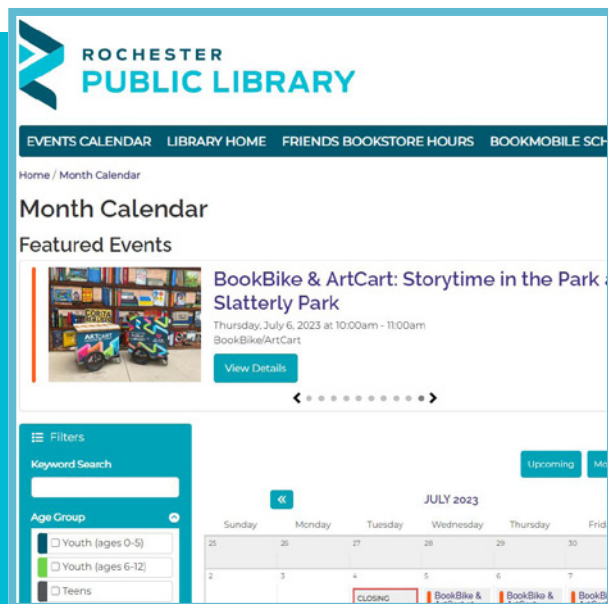 ROCHESTER
PUBLIC LIBRARY
EVENTS CALENDAR LIBRARY HOME FRIENDS BOOKSTORE HOURS BOOKMOBILE SCH
Home / Month Calendar
Month Calendar
Featured Events
BookBike & ArtCart: Storytime in the Park a
Slatterly Park
Thursday, July 6, 2023 at 10:00am - 11:00am
BookBike/ArtCart
View Details
ARTCART
Filters
Keyword Search
Upcoming Mo
Age Group
JULY 2023
Sunday Monday Tuesday Wednesday Thursday Frid
Youth (ages 0-5)
25 26 27 28 29 30
Youth (ages 6-12)
2 3 4 5 6 7
Teens
CLOSING BookBike & BookBike & BookB